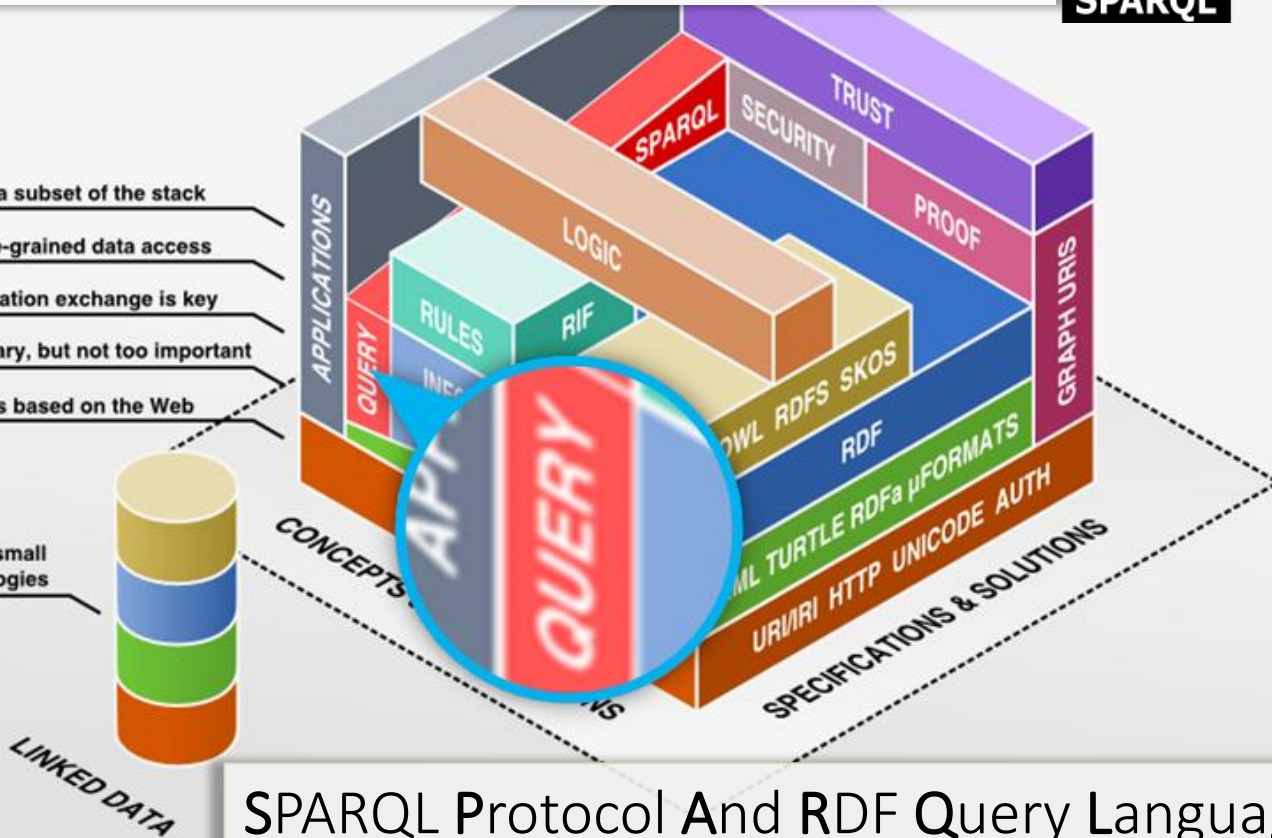 SPARQL
TRUST
SPARQL
SECURITY
PROOF
a subset of the stack
-grained data access
ation exchange is key
ary, but not too important
s based on the Web
APPLICATIONS
LOGIC
RULES
RIF
QUERY
OWL RDFS SKOS
RDF
GRAPH URIS
TURTLE RDFa μFORMATS
URI/IRI HTTP UNICODE AUTH
QUERY
CONCEPTS
SPECIFICATIONS & SOLUTIONS
small
ogies
LINKED DATA
SPARQL Protocol And RDF Query Langua